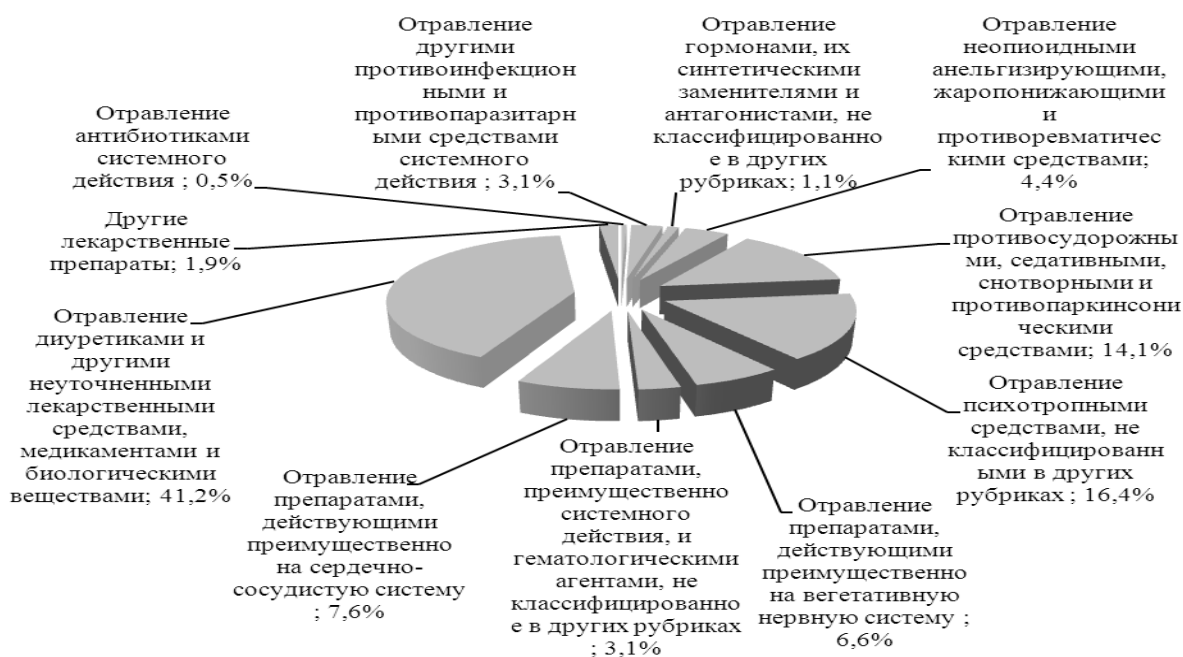 Отравление
антибиотиками
системного
действия ; 0,5%
Отравление
другими
противоинфекцион
ными и
противопаразитарн
ыми средствами
системного
действия ; 3,1%
Отравление
гормонами, их
синтетическими
заменителями и
антагонистами, не
классифицированно
е в других
рубриках; 1,1%
Отравление
неопиоидными
анельгизирующими,
жаропонижающими
и
противоревматичес
кими средствами;
4,4%
Отравление
противосудорожны
ми, седативными,
снотворными и
противопаркинсони
ческими
средствами; 14,1%
Отравление
психотропными
средствами, не
классифицированн
ыми в других
рубриках ; 16,4%
Отравление
препаратами,
действующими
преимущественно
на вегетативную
нервную систему ;
6,6%
Отравление
препаратами,
преимущественно
системного
действия, и
гематологическими
агентами, не
классифицированно
е в других рубриках
; 3,1%
Отравление
препаратами,
действующими
преимущественно
на сердечно-
сосудистую систему
; 7,6%
Отравление
диуретиками и
другими
неуточненными
лекарственными
средствами,
медикаментами и
биологическими
веществами; 41,2%
Другие
лекарственные
препараты; 1,9%